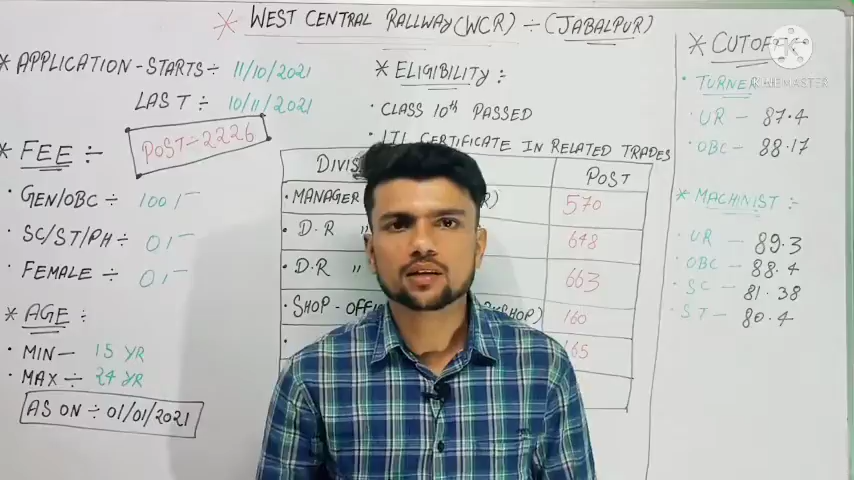 * WEST CENTRAL RAILWAY (WCR) ÷ (JABALPUR)
* APPLICATION - STARTS ÷ 11/10/2021
LAST ÷ 10/11/2021
POST ÷ 2226
* FEE ÷
• GEN/OBC ÷ 100/-
• SC/ST/PH ÷ 0/-
• FEMALE ÷ 0/-
* AGE :
• MIN - 15 YR
• MAX ÷ 24 YR
AS ON ÷ 01/01/2021
* ELIGIBILITY :
• CLASS 10th PASSED
• ITI CERTIFICATE IN RELATED TRADES
POST
• MANAGER 570
• D.R " 648
• D.R " 663
• SHOP - 160
165
* CUTOFF
• TURNER
• UR - 87.4
• OBC - 88.17
* MACHINIST :-
• UR - 89.3
• OBC - 88.4
• SC - 81.38
• ST - 80.4
KINEMASTER